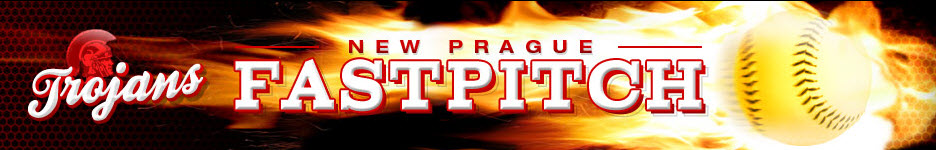 Trojans
NEW PRAGUE
FASTPITCH